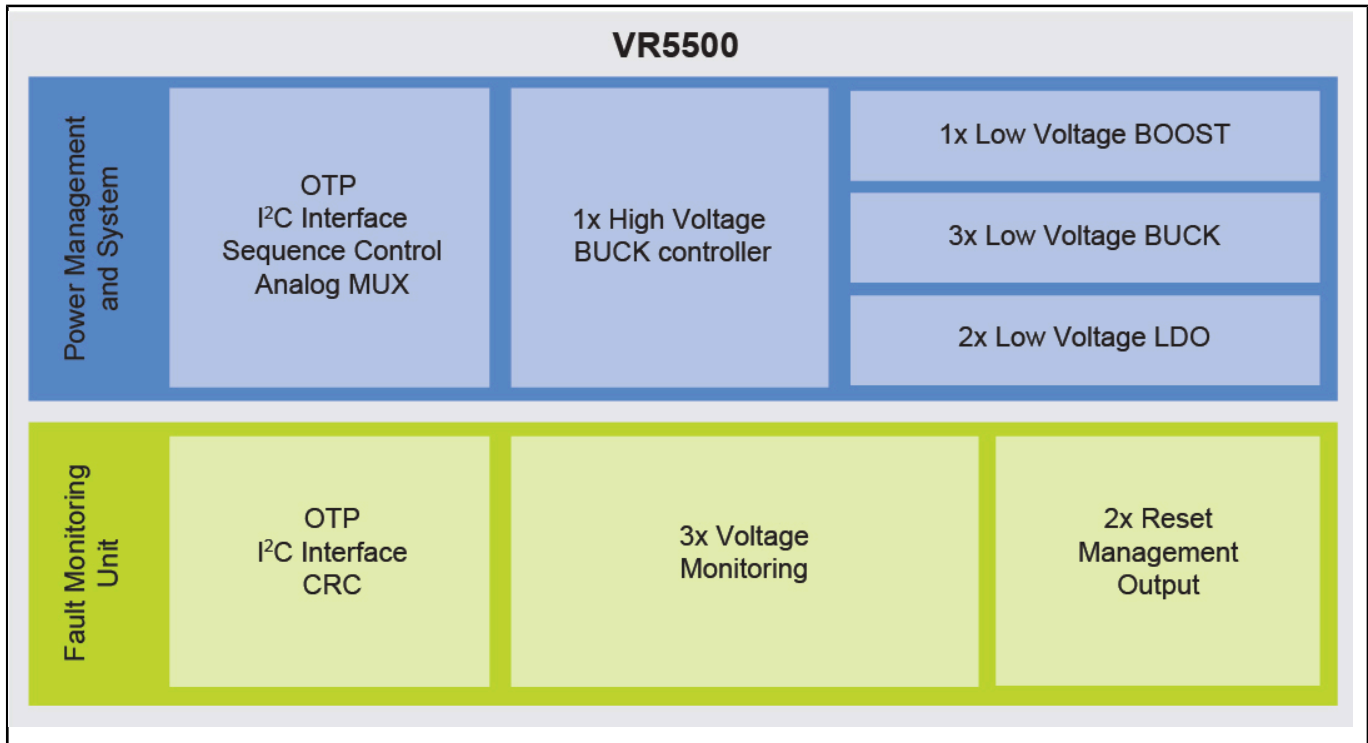 VR5500
Power Management
and System
OTP
I²C Interface
Sequence Control
Analog MUX
1x High Voltage
BUCK controller
1x Low Voltage BOOST
3x Low Voltage BUCK
2x Low Voltage LDO
Fault Monitoring
Unit
OTP
I²C Interface
CRC
3x Voltage
Monitoring
2x Reset
Management
Output